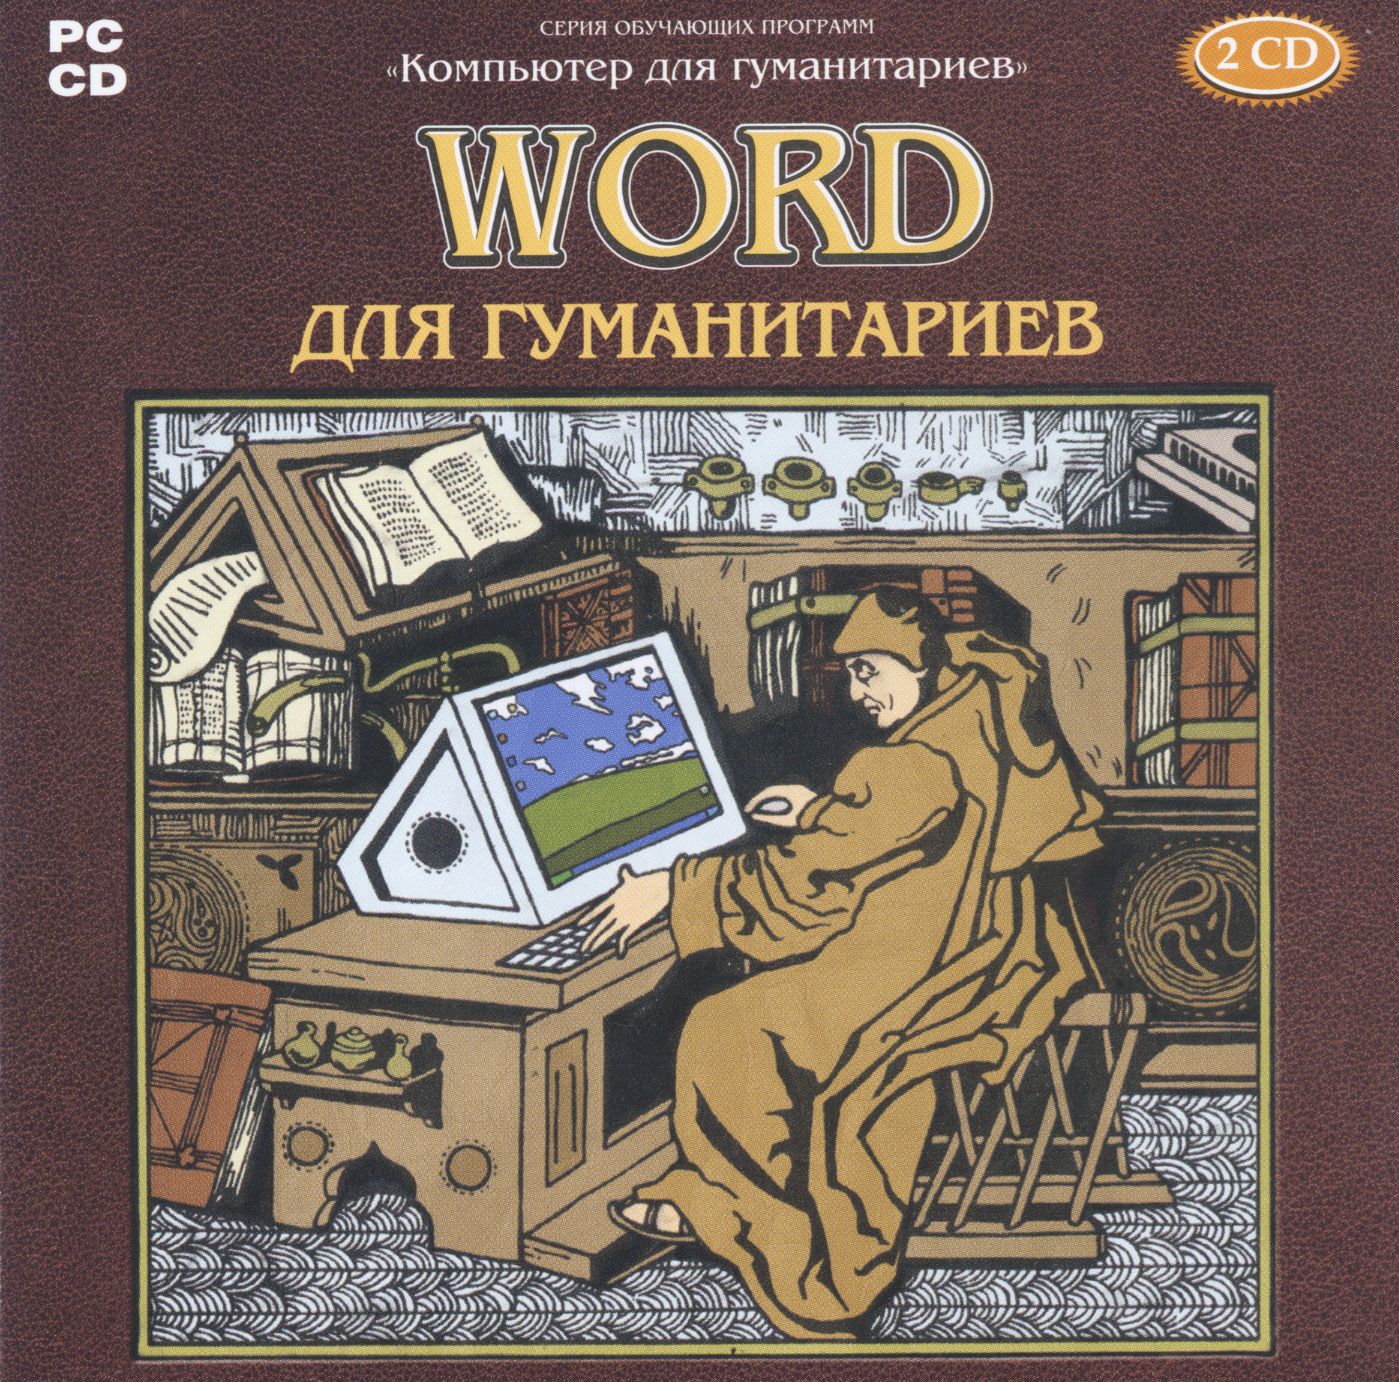 PC
CD
СЕРИЯ ОБУЧАЮЩИХ ПРОГРАММ
«Компьютер для гуманитариев»
2 CD
WORD
ДЛЯ ГУМАНИТАРИЕВ